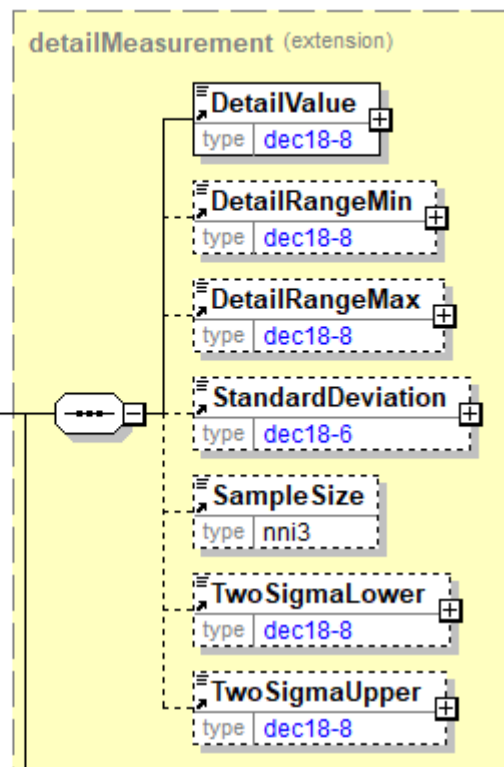 detailMeasurement (extension)
DetailValue
type dec18-8
DetailRangeMin
type dec18-8
DetailRangeMax
type dec18-8
StandardDeviation
type dec18-6
SampleSize
type nni3
TwoSigmaLower
type dec18-8
TwoSigmaUpper
type dec18-8